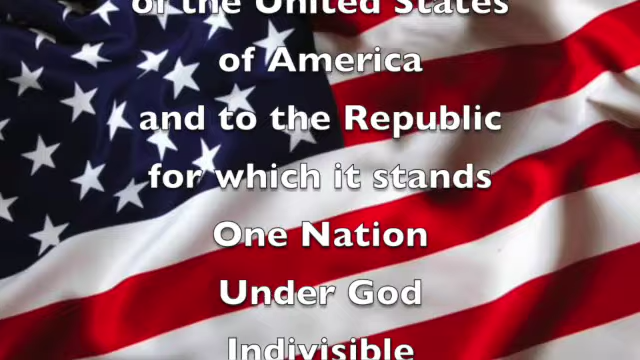 of the United States
of America
and to the Republic
for which it stands
One Nation
Under God
Indivisible